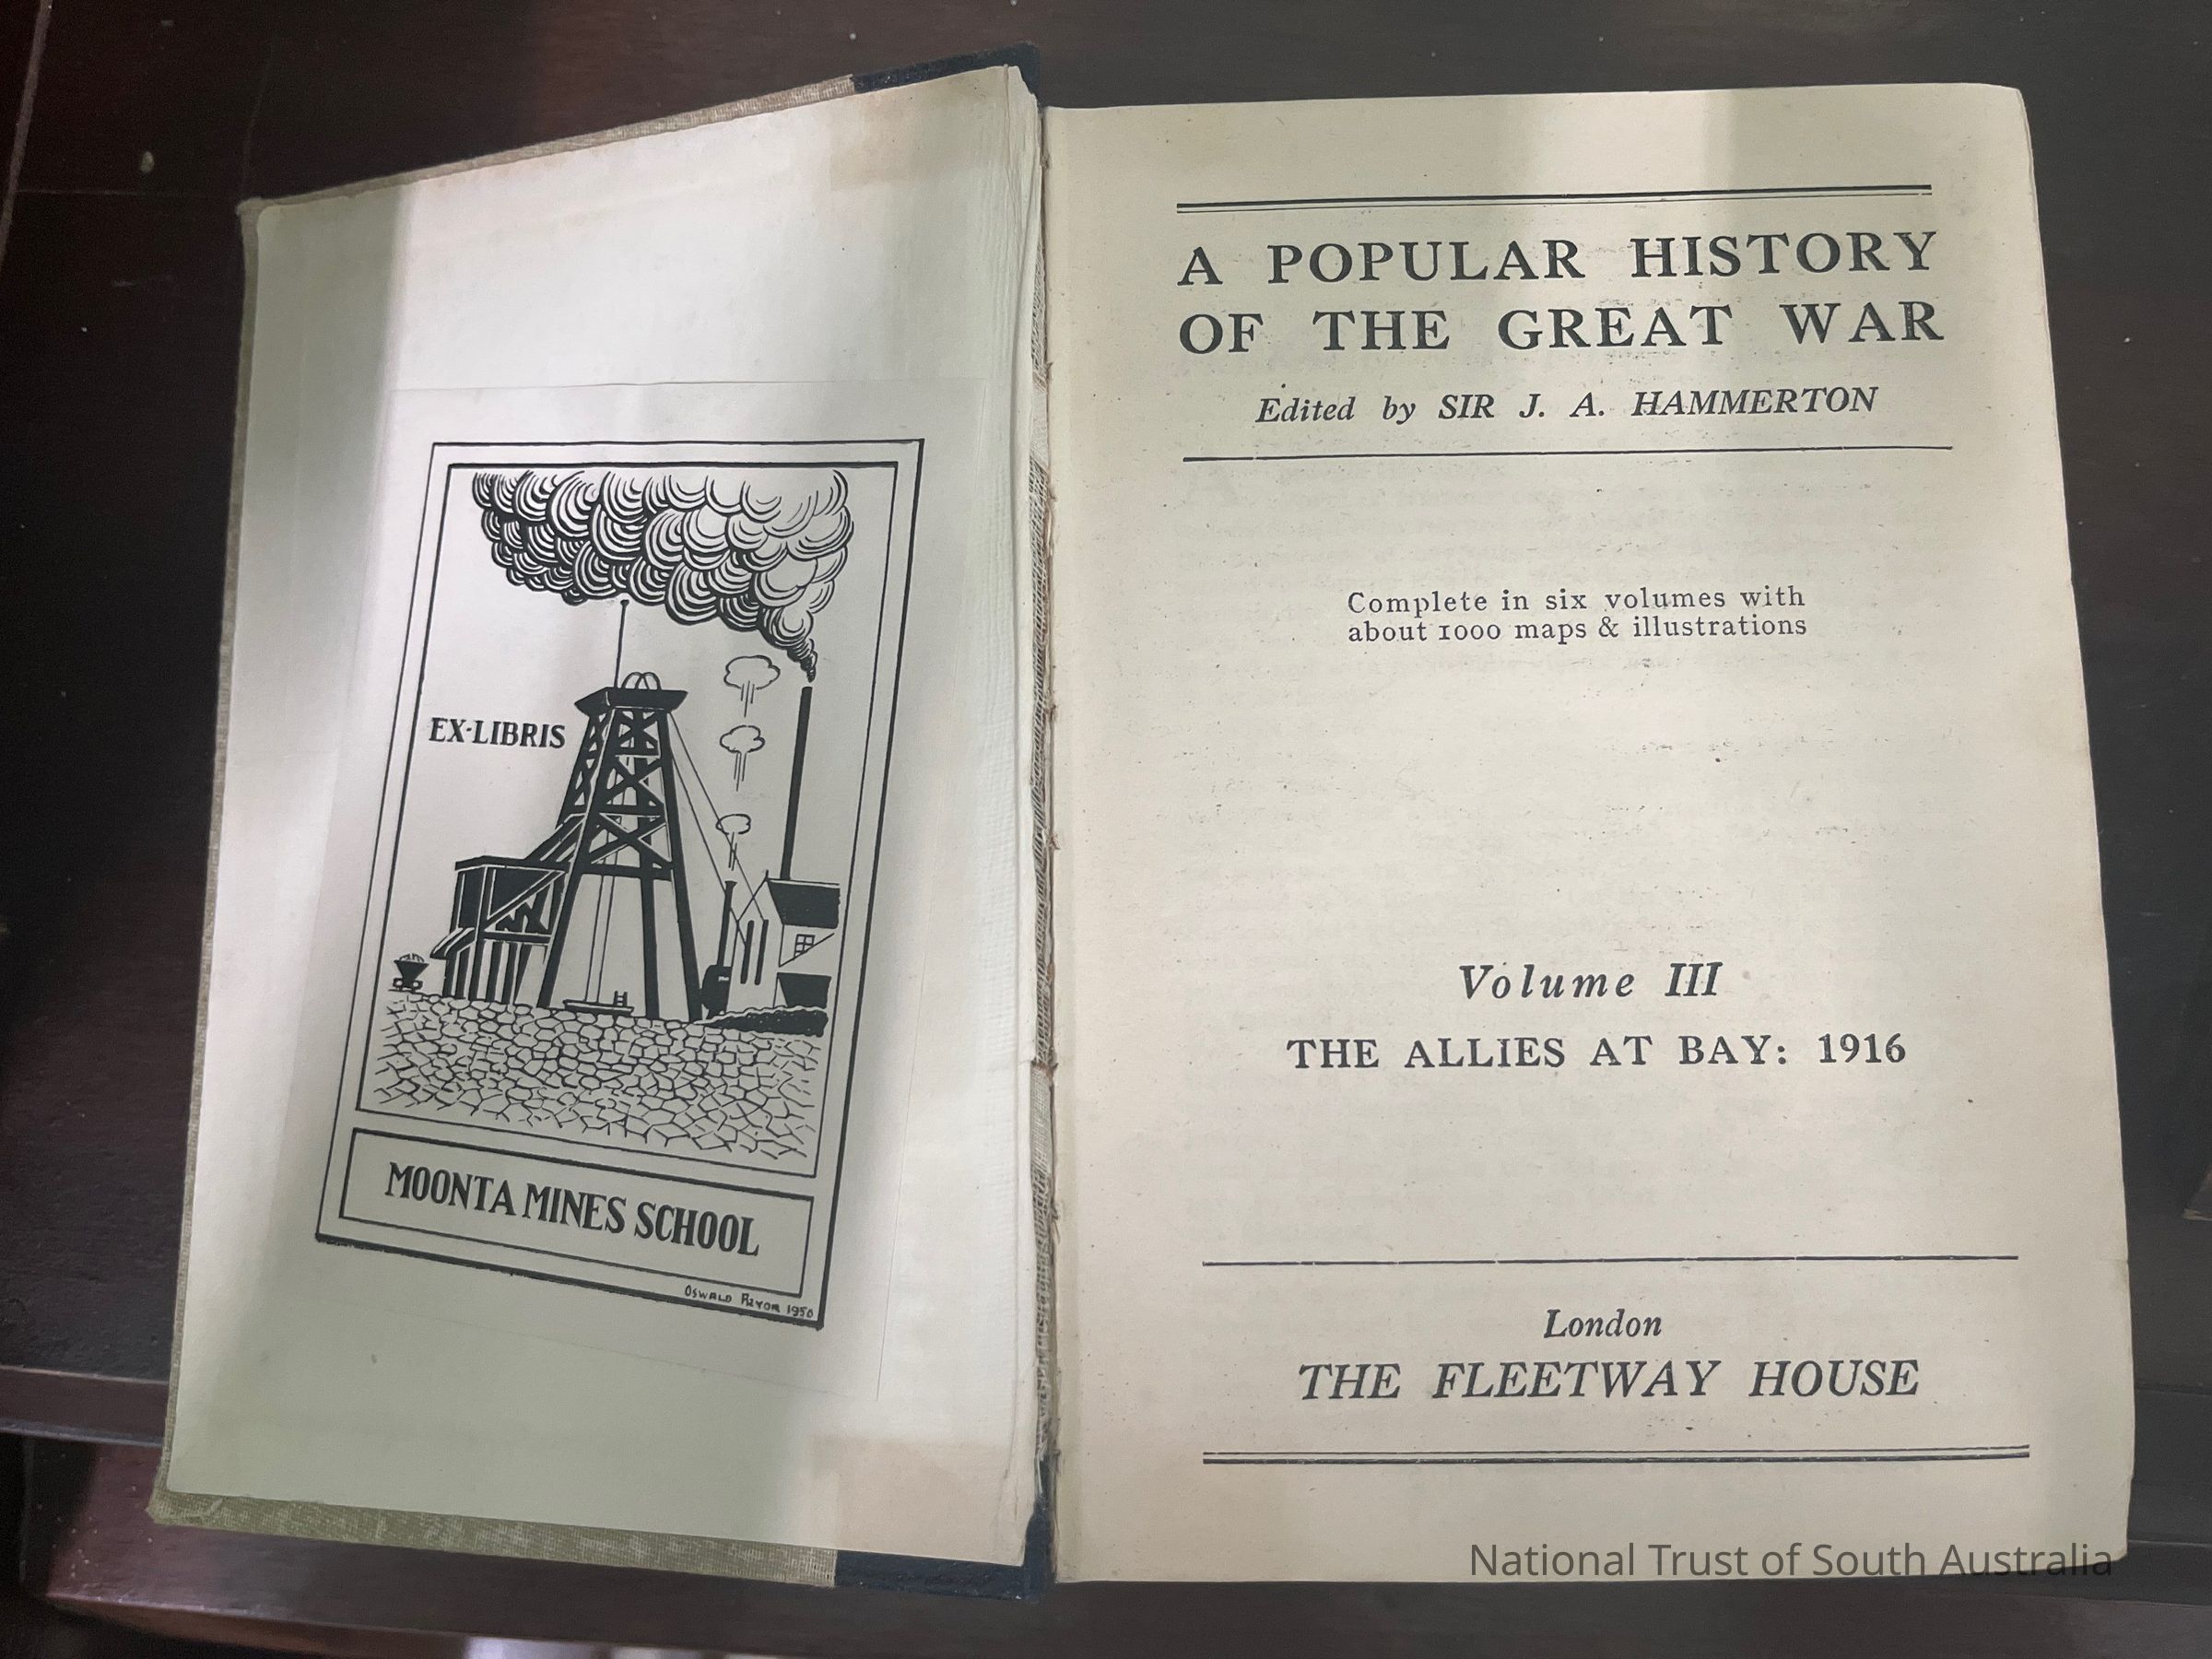 EX-LIBRIS
MOONTA MINES SCHOOL
OSWALD PRYOR 1950
A POPULAR HISTORY
OF THE GREAT WAR
Edited by SIR J. A. HAMMERTON
Complete in six volumes with
about 1000 maps & illustrations
Volume III
THE ALLIES AT BAY: 1916
London
THE FLEETWAY HOUSE
National Trust of South Australia